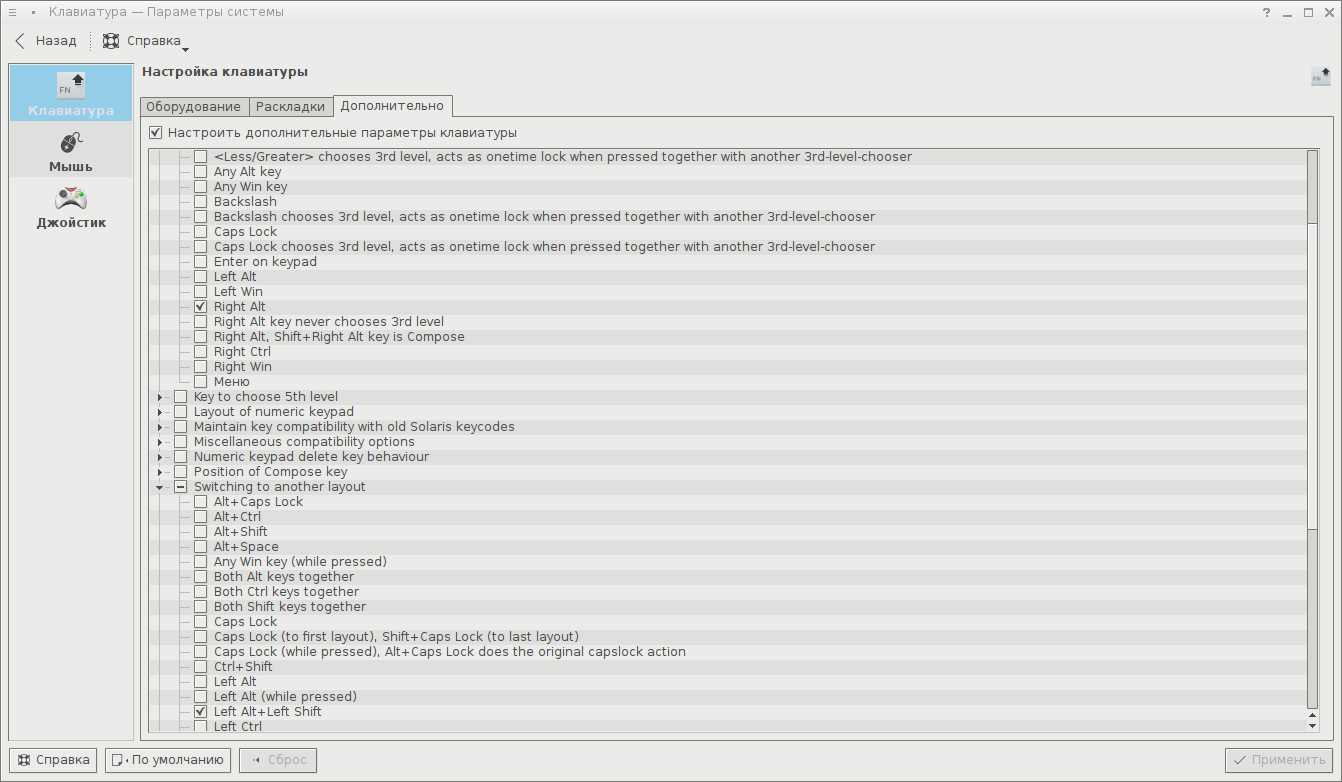 Клавиатура — Параметры системы
Назад
Справка
FN
Клавиатура
Мышь
Джойстик
Настройка клавиатуры
FN
Оборудование Раскладки Дополнительно
Настроить дополнительные параметры клавиатуры
<Less/Greater> chooses 3rd level, acts as onetime lock when pressed together with another 3rd-level-chooser
Any Alt key
Any Win key
Backslash
Backslash chooses 3rd level, acts as onetime lock when pressed together with another 3rd-level-chooser
Caps Lock
Caps Lock chooses 3rd level, acts as onetime lock when pressed together with another 3rd-level-chooser
Enter on keypad
Left Alt
Left Win
Right Alt
Right Alt key never chooses 3rd level
Right Alt, Shift+Right Alt key is Compose
Right Ctrl
Right Win
Меню
Key to choose 5th level
Layout of numeric keypad
Maintain key compatibility with old Solaris keycodes
Miscellaneous compatibility options
Numeric keypad delete key behaviour
Position of Compose key
Switching to another layout
Alt+Caps Lock
Alt+Ctrl
Alt+Shift
Alt+Space
Any Win key (while pressed)
Both Alt keys together
Both Ctrl keys together
Both Shift keys together
Caps Lock
Caps Lock (to first layout), Shift+Caps Lock (to last layout)
Caps Lock (while pressed), Alt+Caps Lock does the original capslock action
Ctrl+Shift
Left Alt
Left Alt (while pressed)
Left Alt+Left Shift
Left Ctrl
Справка
По умолчанию
Сброс
Применить